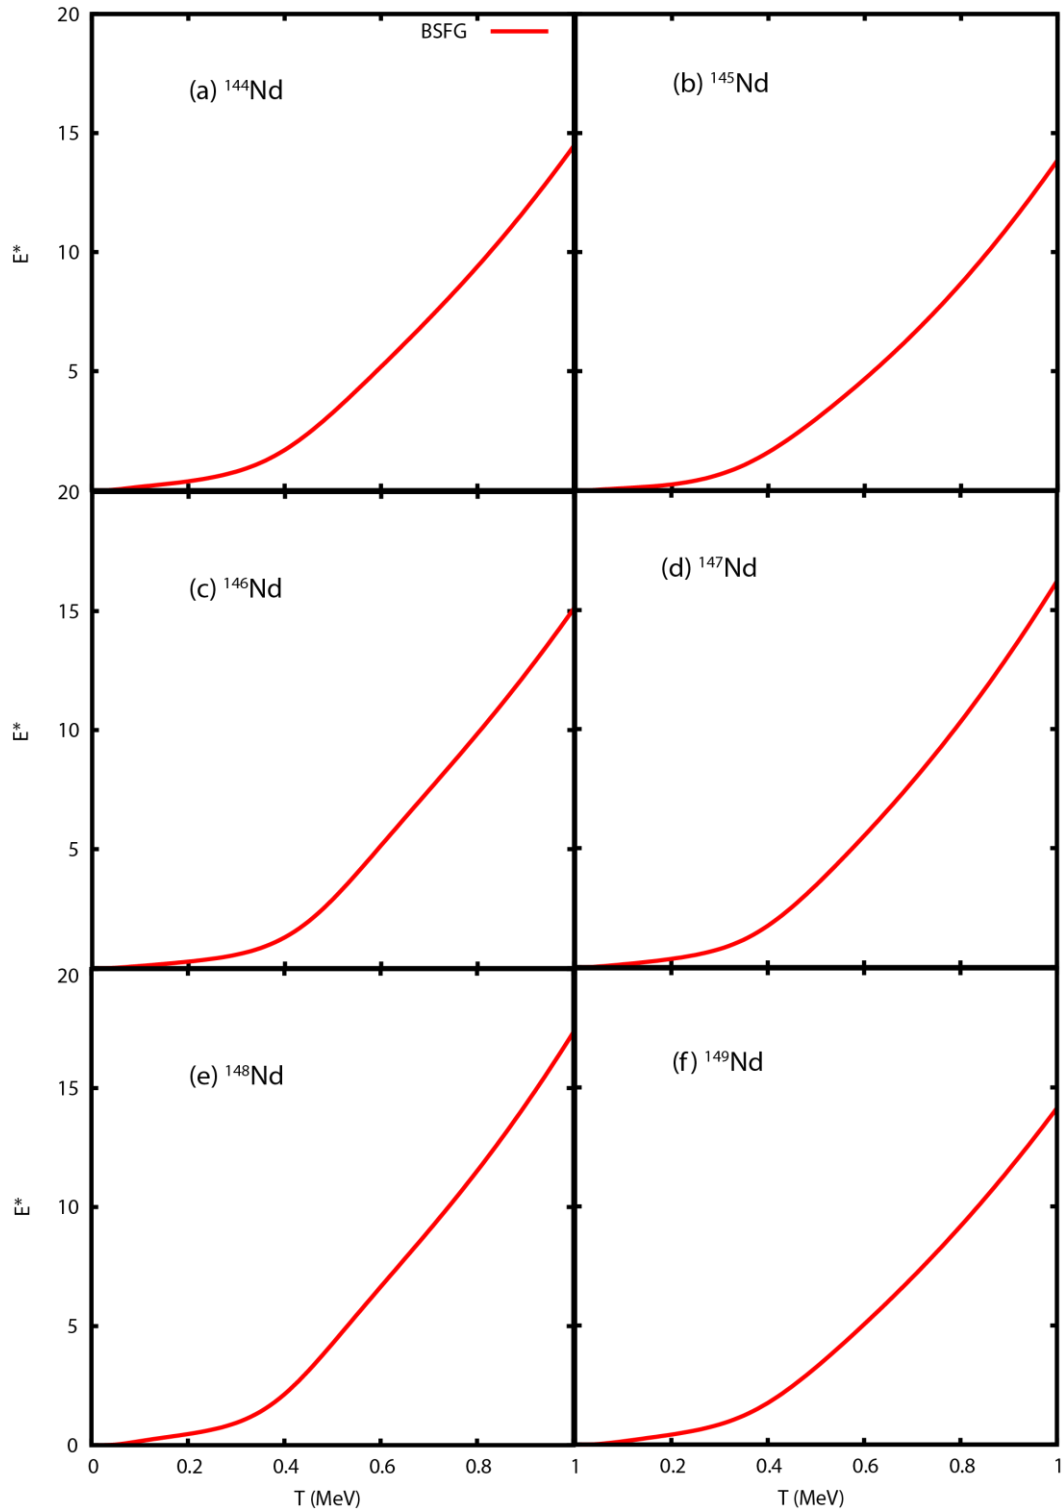 20
BSFG
(a) ¹⁴⁴Nd
(b) ¹⁴⁵Nd
15
10
E*
5
20
(c) ¹⁴⁶Nd
(d) ¹⁴⁷Nd
15
10
E*
5
20
(e) ¹⁴⁸Nd
(f) ¹⁴⁹Nd
15
10
E*
5
0
0 0.2 0.4 0.6 0.8 1 0.2 0.4 0.6 0.8 1
T (MeV) T (MeV)